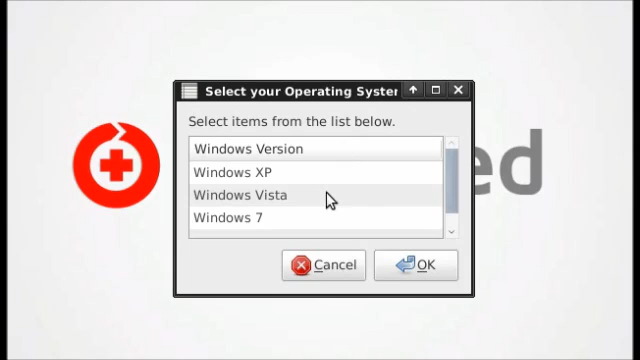 Select your Operating System
Select items from the list below.
Windows Version
Windows XP
Windows Vista
Windows 7
Cancel
OK
ed